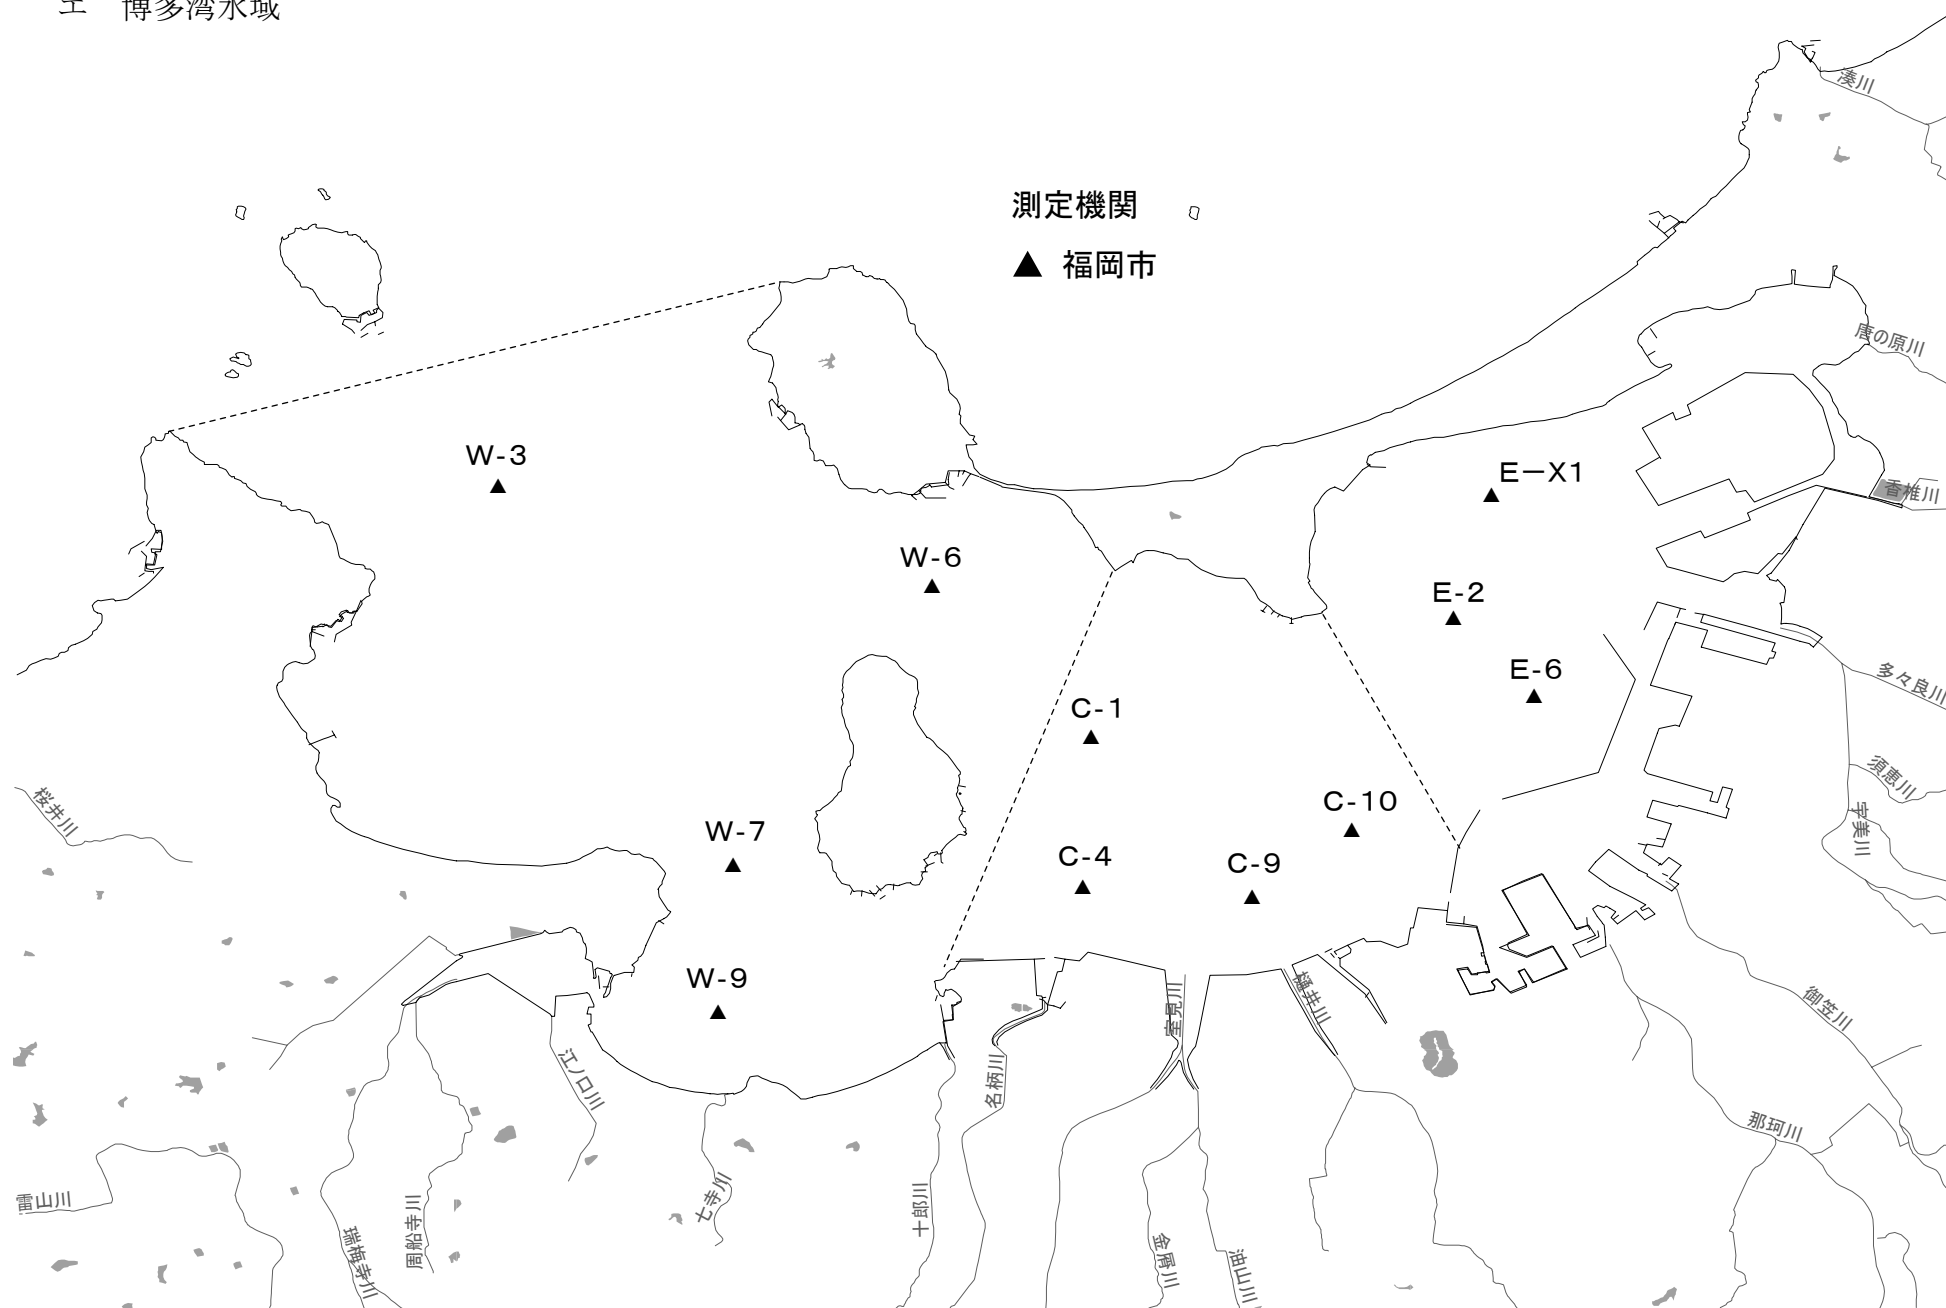 エ 博多湾水域
湊川
測定機関
▲ 福岡市
唐の原川
W-3
E－X1
香椎川
W-6
E-2
E-6
多々良川
C-1
須恵川
桜井川
宇美川
W-7
C-10
C-4
C-9
W-9
室見川
樋井川
御笠川
江ノ口川
名柄川
那珂川
雷山川
周船寺川
七寺川
十郎川
瑞梅寺川
金屑川
油山川